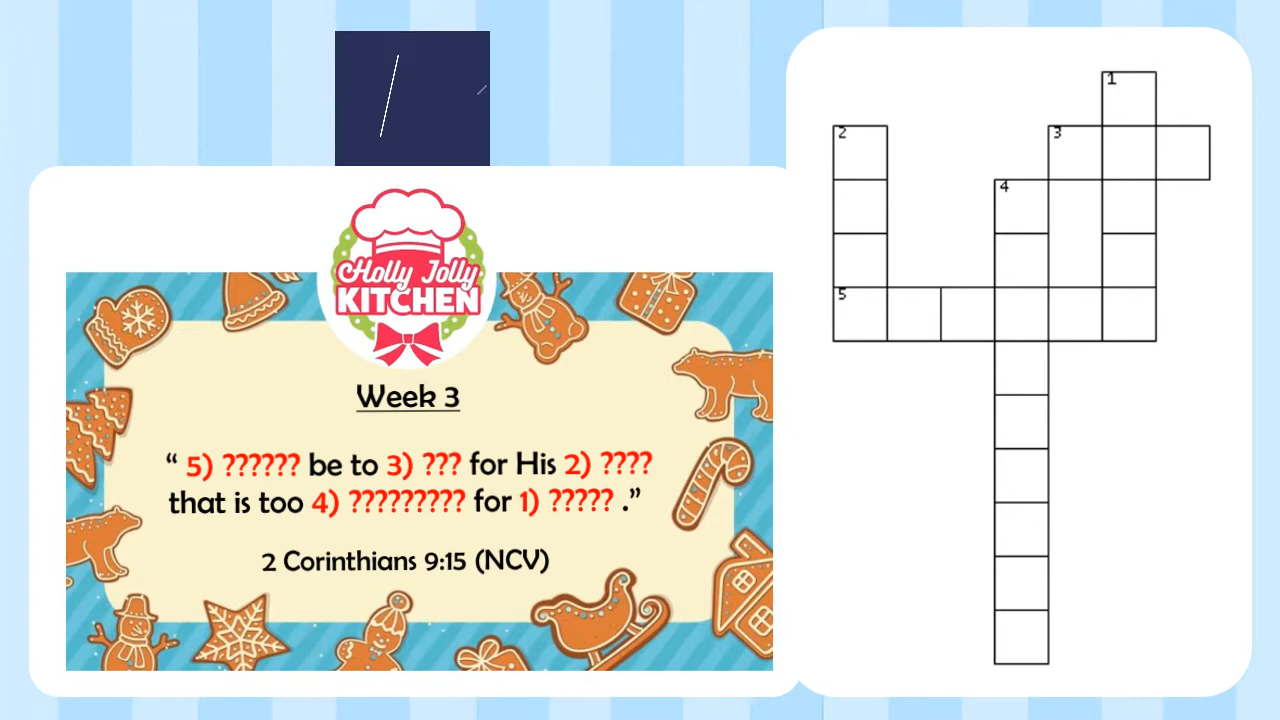 Holly Jolly
KITCHEN
Week 3
“ 5) ?????? be to 3) ??? for His 2) ????
that is too 4) ????????? for 1) ????? .”
2 Corinthians 9:15 (NCV)
1
2
3
4
5